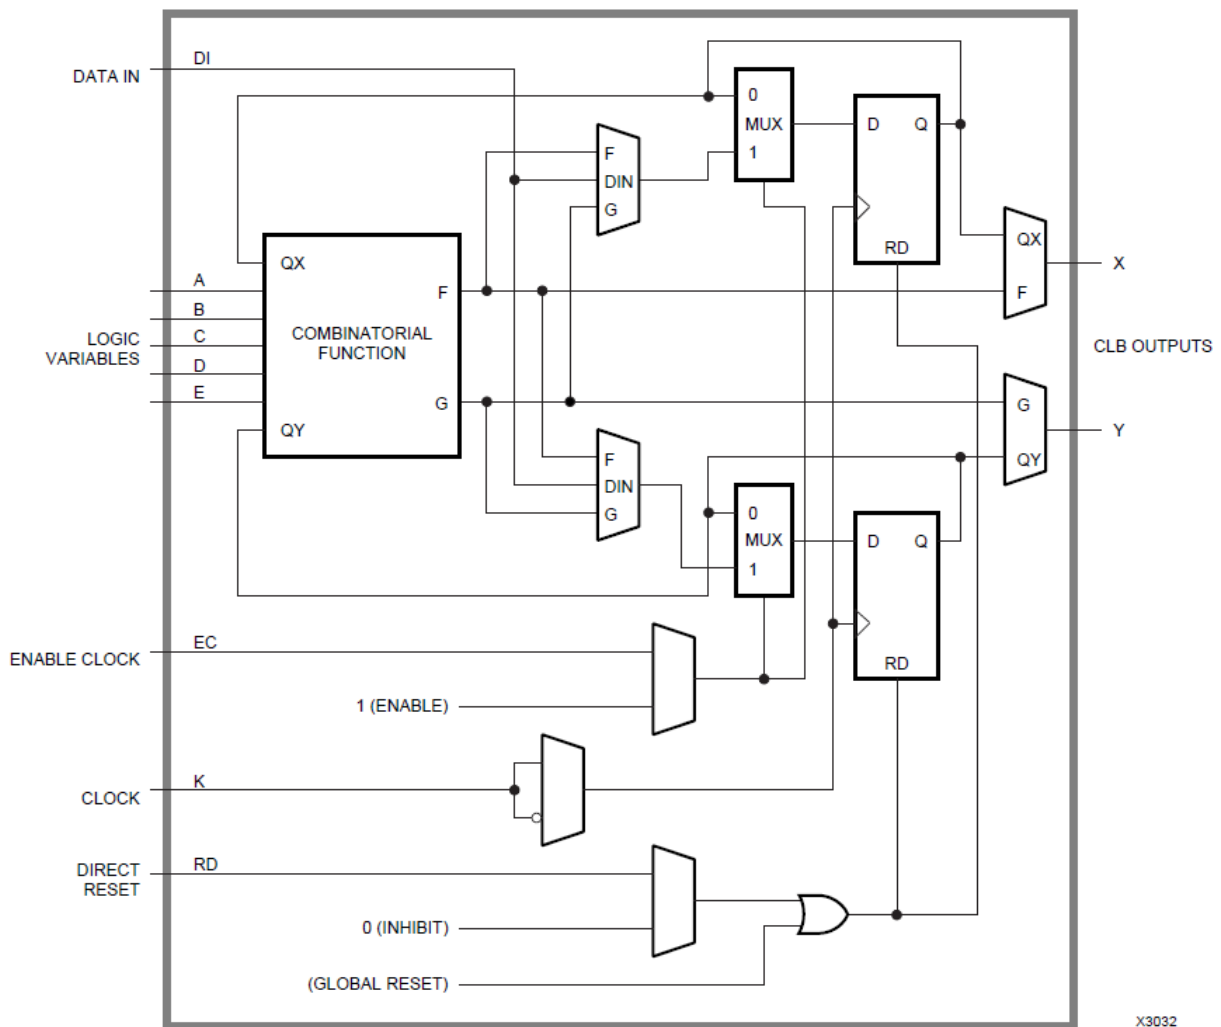 DATA IN
DI
0
MUX
1
D
Q
RD
F
DIN
G
QX
F
X
QX
A
B
C
D
E
QY
LOGIC
VARIABLES
COMBINATORIAL
FUNCTION
F
G
CLB OUTPUTS
G
QY
Y
F
DIN
G
0
MUX
1
D
Q
RD
ENABLE CLOCK
EC
1 (ENABLE)
CLOCK
K
DIRECT
RESET
RD
0 (INHIBIT)
(GLOBAL RESET)
X3032